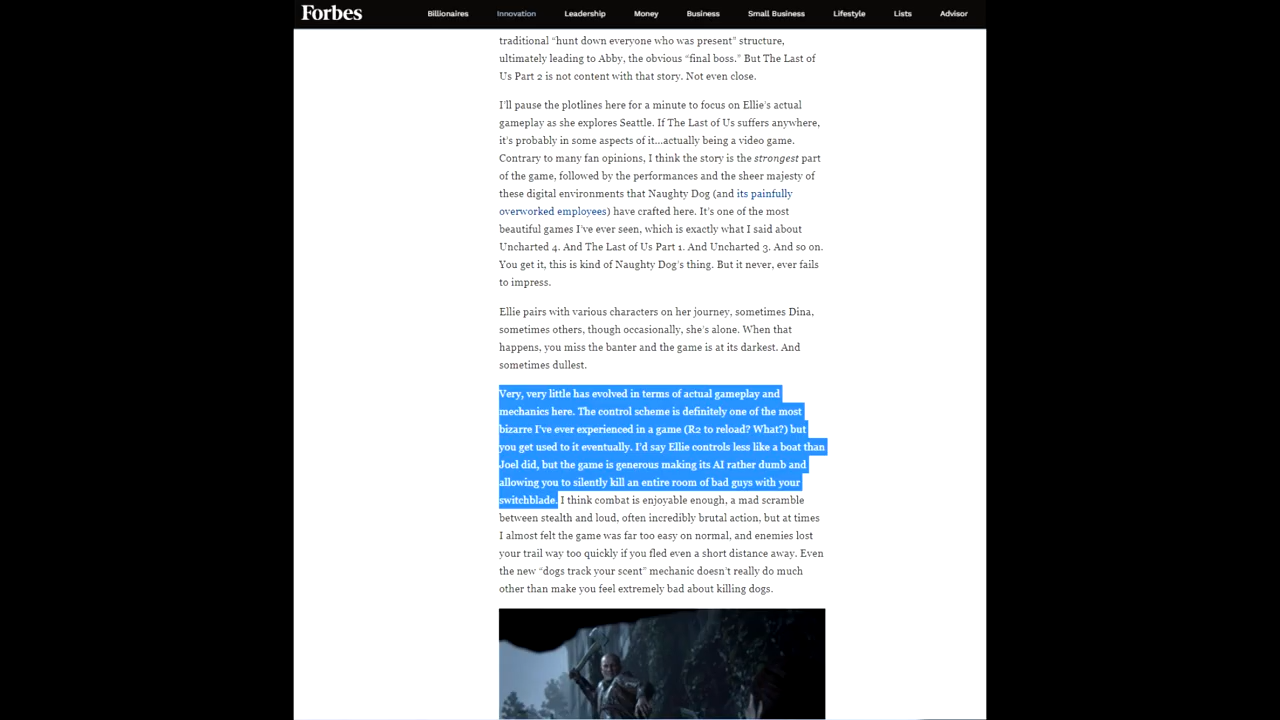 Forbes
Billionaires Innovation Leadership Money Business Small Business Lifestyle Lists Advisor
traditional “hunt down everyone who was present” structure,
ultimately leading to Abby, the obvious “final boss.” But The Last of
Us Part 2 is not content with that story. Not even close.
I’ll pause the plotlines here for a minute to focus on Ellie’s actual
gameplay as she explores Seattle. If The Last of Us suffers anywhere,
it’s probably in some aspects of it…actually being a video game.
Contrary to many fan opinions, I think the story is the strongest part
of the game, followed by the performances and the sheer majesty of
these digital environments that Naughty Dog (and its painfully
overworked employees) have crafted here. It’s one of the most
beautiful games I’ve ever seen, which is exactly what I said about
Uncharted 4. And The Last of Us Part 1. And Uncharted 3. And so on.
You get it, this is kind of Naughty Dog’s thing. But it never, ever fails
to impress.
Ellie pairs with various characters on her journey, sometimes Dina,
sometimes others, though occasionally, she’s alone. When that
happens, you miss the banter and the game is at its darkest. And
sometimes dullest.
Very, very little has evolved in terms of actual gameplay and
mechanics here. The control scheme is definitely one of the most
bizarre I’ve ever experienced in a game (R2 to reload? What?) but
you get used to it eventually. I’d say Ellie controls less like a boat than
Joel did, but the game is generous making its AI rather dumb and
allowing you to silently kill an entire room of bad guys with your
switchblade. I think combat is enjoyable enough, a mad scramble
between stealth and loud, often incredibly brutal action, but at times
I almost felt the game was far too easy on normal, and enemies lost
your trail way too quickly if you fled even a short distance away. Even
the new “dogs track your scent” mechanic doesn’t really do much
other than make you feel extremely bad about killing dogs.